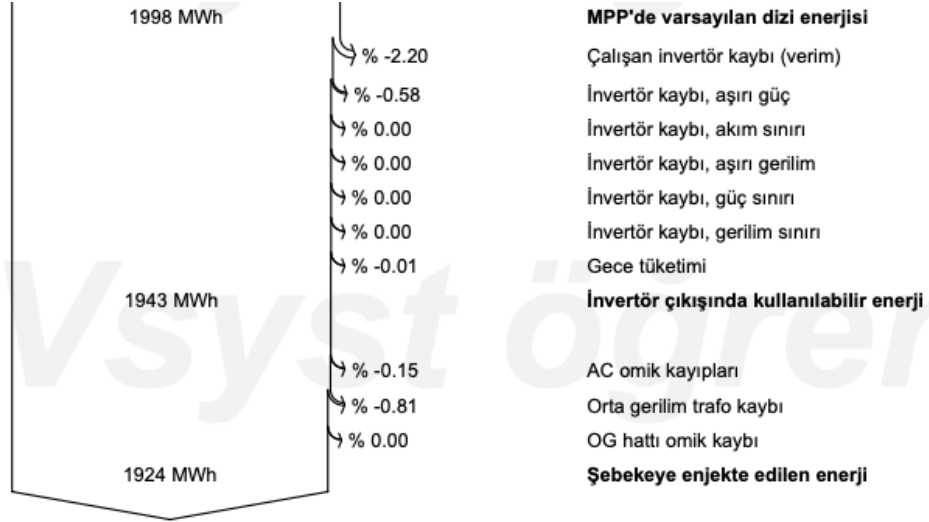 1998 MWh MPP'de varsayılan dizi enerjisi
% -2.20 Çalışan invertör kaybı (verim)
% -0.58 İnvertör kaybı, aşırı güç
% 0.00 İnvertör kaybı, akım sınırı
% 0.00 İnvertör kaybı, aşırı gerilim
% 0.00 İnvertör kaybı, güç sınırı
% 0.00 İnvertör kaybı, gerilim sınırı
% -0.01 Gece tüketimi
1943 MWh İnvertör çıkışında kullanılabilir enerji
Vsyst öğren
% -0.15 AC omik kayıpları
% -0.81 Orta gerilim trafo kaybı
% 0.00 OG hattı omik kaybı
1924 MWh Şebekeye enjekte edilen enerji